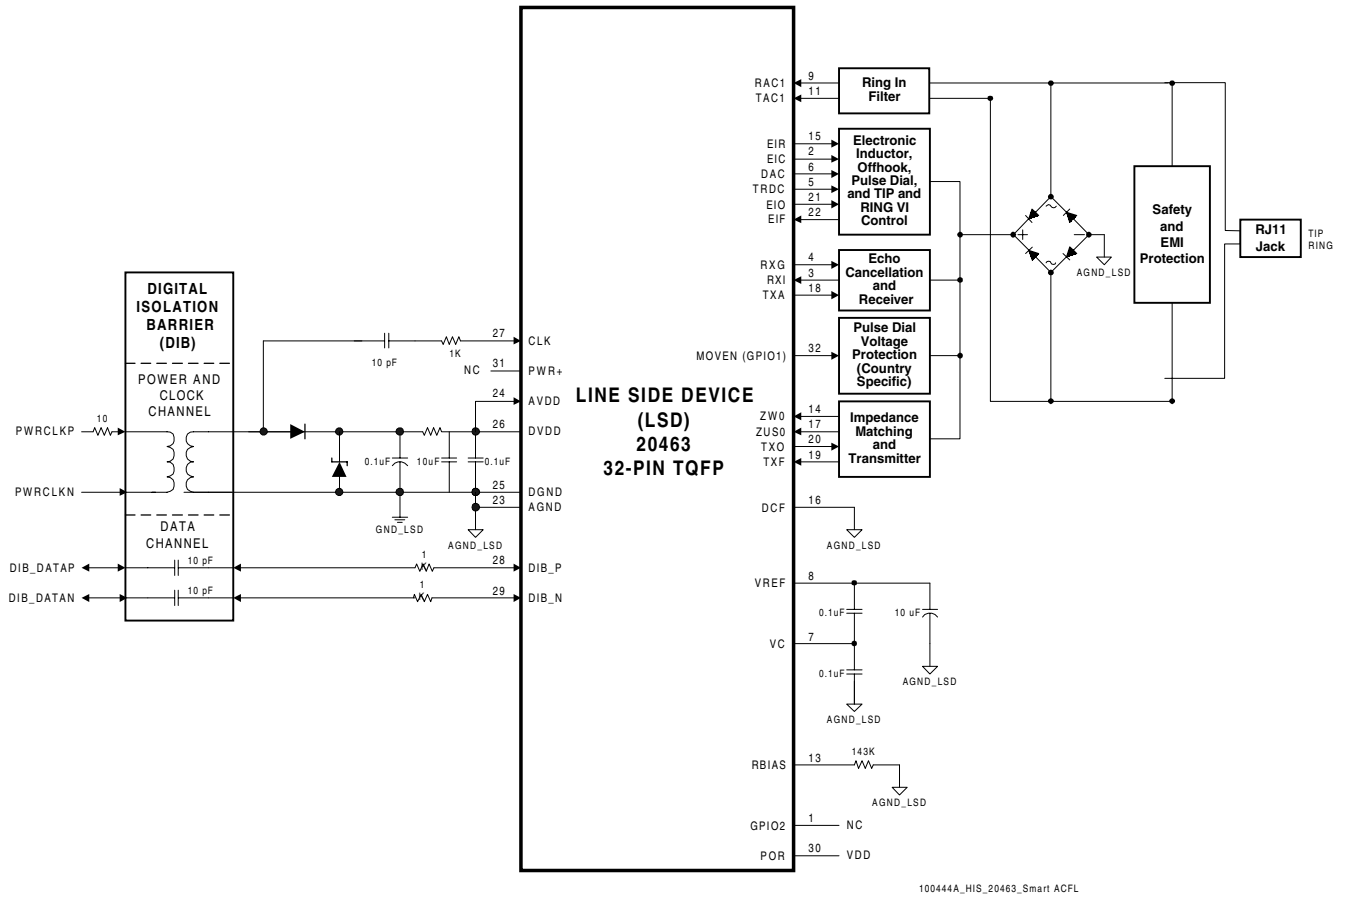 DIGITAL
ISOLATION
BARRIER
(DIB)
POWER AND
CLOCK
CHANNEL
DATA
CHANNEL
PWRCLKP
10
PWRCLKN
DIB_DATAP
10 pF
DIB_DATAN
10 pF
10 pF
1K
NC
0.1uF
10uF
0.1uF
GND_LSD
AGND_LSD
1
1
27 CLK
31 PWR+
24 AVDD
26 DVDD
25 DGND
23 AGND
28 DIB_P
29 DIB_N
LINE SIDE DEVICE
(LSD)
20463
32-PIN TQFP
RAC1 9
TAC1 11
EIR 15
EIC 2
DAC 6
TRDC 5
EIO 21
EIF 22
RXG 4
RXI 3
TXA 18
MOVEN (GPIO1) 32
ZW0 14
ZUS0 17
TXO 20
TXF 19
DCF 16
AGND_LSD
VREF 8
0.1uF
10 uF
VC 7
0.1uF
AGND_LSD
AGND_LSD
RBIAS 13
143K
AGND_LSD
GPIO2 1 NC
POR 30 VDD
Ring In
Filter
Electronic
Inductor,
Offhook,
Pulse Dial,
and TIP and
RING VI
Control
Echo
Cancellation
and
Receiver
Pulse Dial
Voltage
Protection
(Country
Specific)
Impedance
Matching
and
Transmitter
~
+
−
~
AGND_LSD
Safety
and
EMI
Protection
RJ11
Jack
TIP
RING
100444A_HIS_20463_Smart ACFL